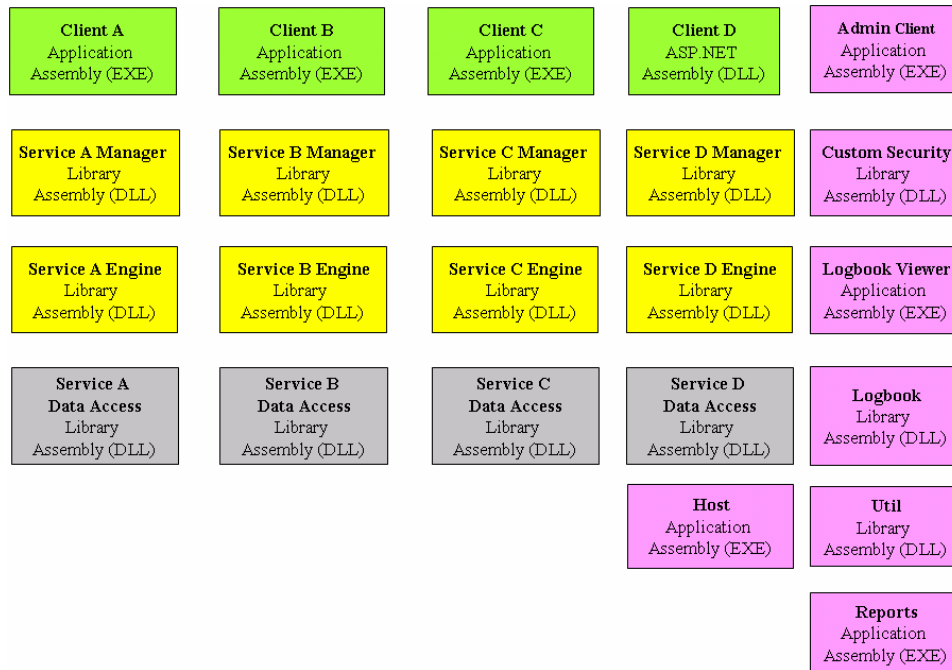 Client A
Application
Assembly (EXE)
Client B
Application
Assembly (EXE)
Client C
Application
Assembly (EXE)
Client D
ASP.NET
Assembly (DLL)
Admin Client
Application
Assembly (EXE)
Service A Manager
Library
Assembly (DLL)
Service B Manager
Library
Assembly (DLL)
Service C Manager
Library
Assembly (DLL)
Service D Manager
Library
Assembly (DLL)
Custom Security
Library
Assembly (DLL)
Service A Engine
Library
Assembly (DLL)
Service B Engine
Library
Assembly (DLL)
Service C Engine
Library
Assembly (DLL)
Service D Engine
Library
Assembly (DLL)
Logbook Viewer
Application
Assembly (EXE)
Service A
Data Access
Library
Assembly (DLL)
Service B
Data Access
Library
Assembly (DLL)
Service C
Data Access
Library
Assembly (DLL)
Service D
Data Access
Library
Assembly (DLL)
Logbook
Library
Assembly (DLL)
Host
Application
Assembly (EXE)
Util
Library
Assembly (DLL)
Reports
Application
Assembly (EXE)